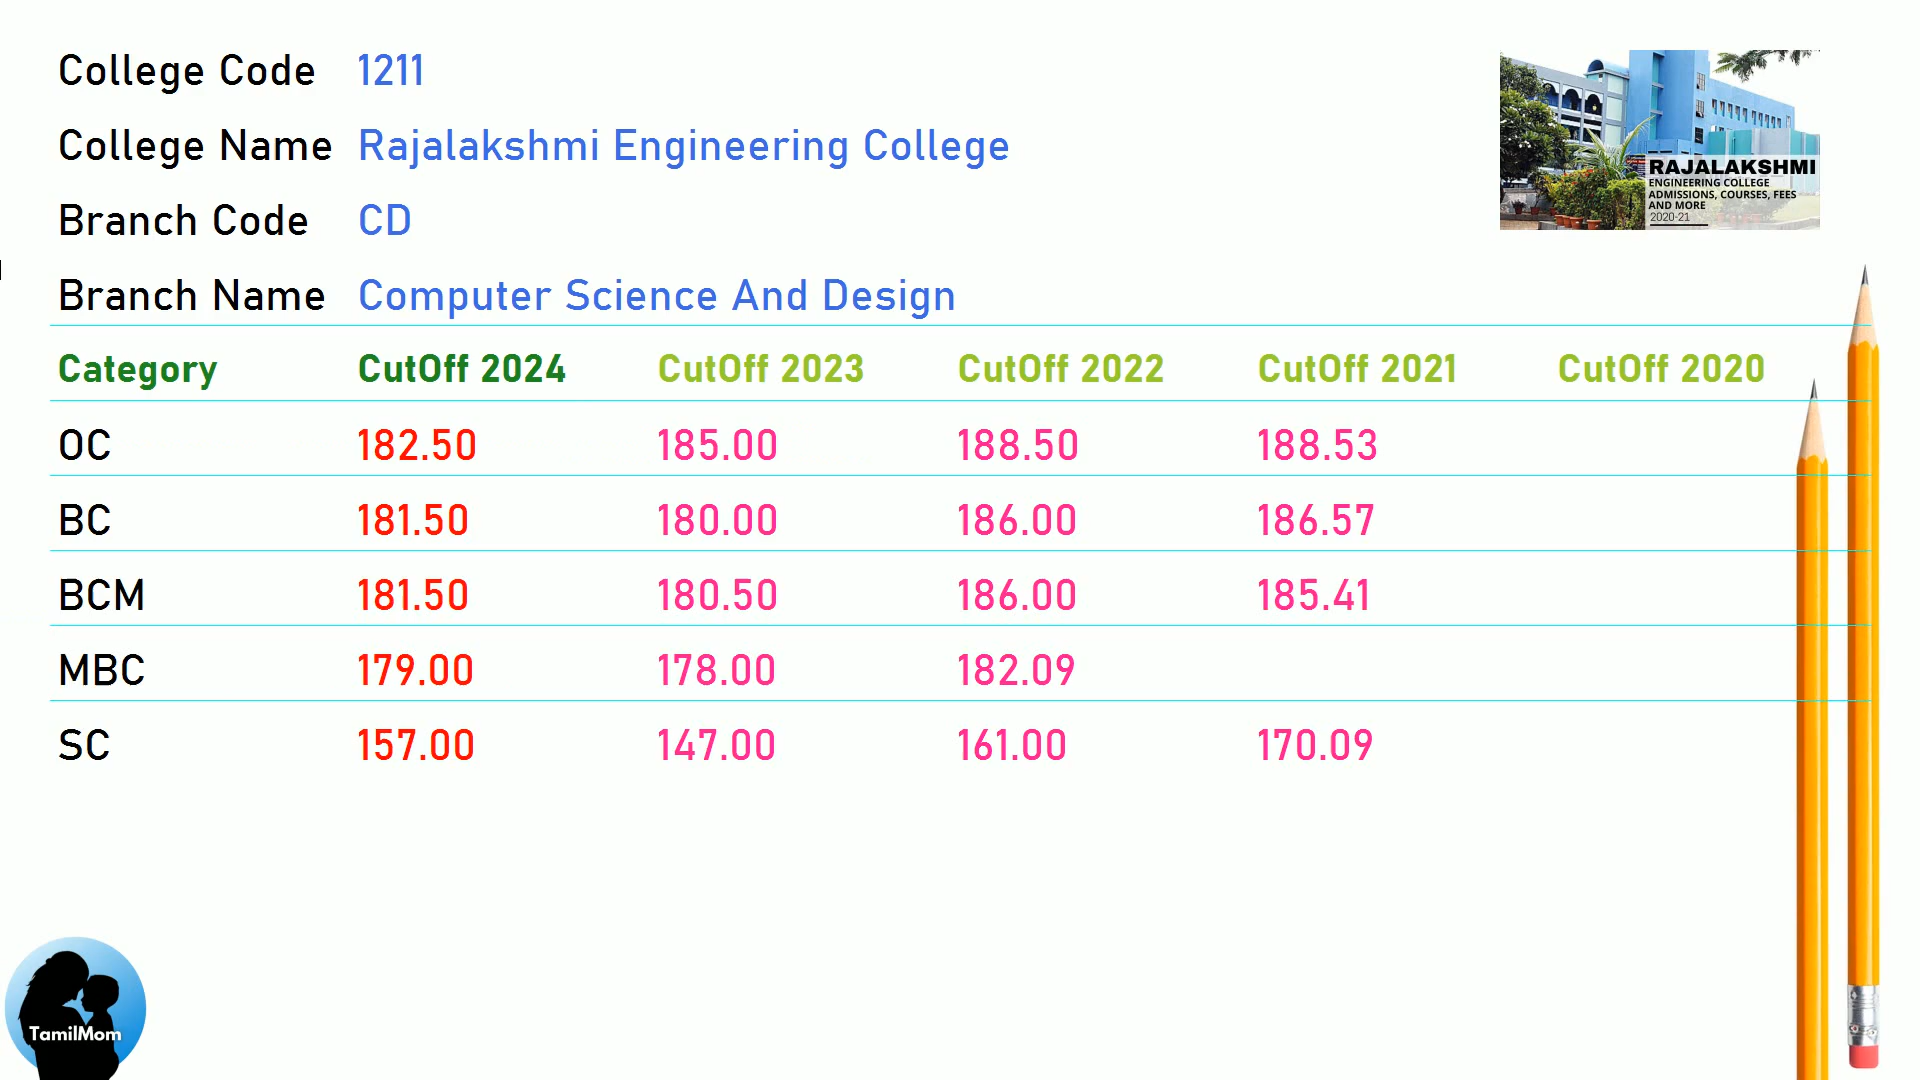 College Code 1211
College Name Rajalakshmi Engineering College
Branch Code CD
Branch Name Computer Science And Design
RAJALAKSHMI
ENGINEERING COLLEGE
ADMISSIONS, COURSES, FEES
AND MORE
2020-21
Category CutOff 2024 CutOff 2023 CutOff 2022 CutOff 2021 CutOff 2020
OC 182.50 185.00 188.50 188.53
BC 181.50 180.00 186.00 186.57
BCM 181.50 180.50 186.00 185.41
MBC 179.00 178.00 182.09
SC 157.00 147.00 161.00 170.09
TamilMom